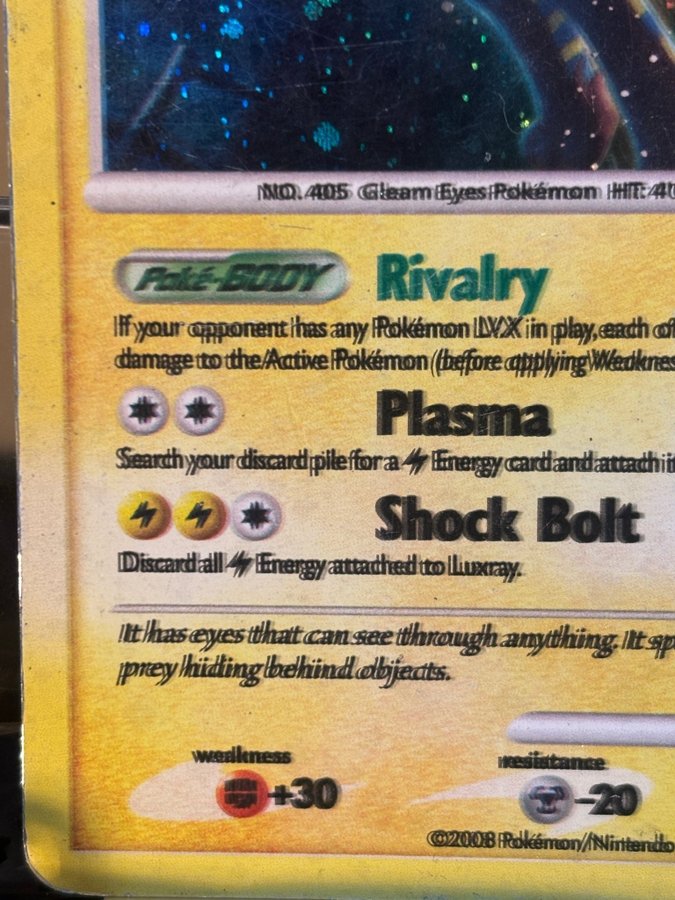 NO. 405 Gleam Eyes Pokémon HT: 4'
Poké-BODY Rivalry
If your opponent has any Pokémon LV.X in play, each of
damage to the Active Pokémon (before applying Weaknes
Plasma
Search your discard pile for a Energy card and attach it
Shock Bolt
Discard all Energy attached to Luxray.
It has eyes that can see through anything. It sp
prey hiding behind objects.
weakness resistance
+30 -20
©2008 Pokémon/Nintendo